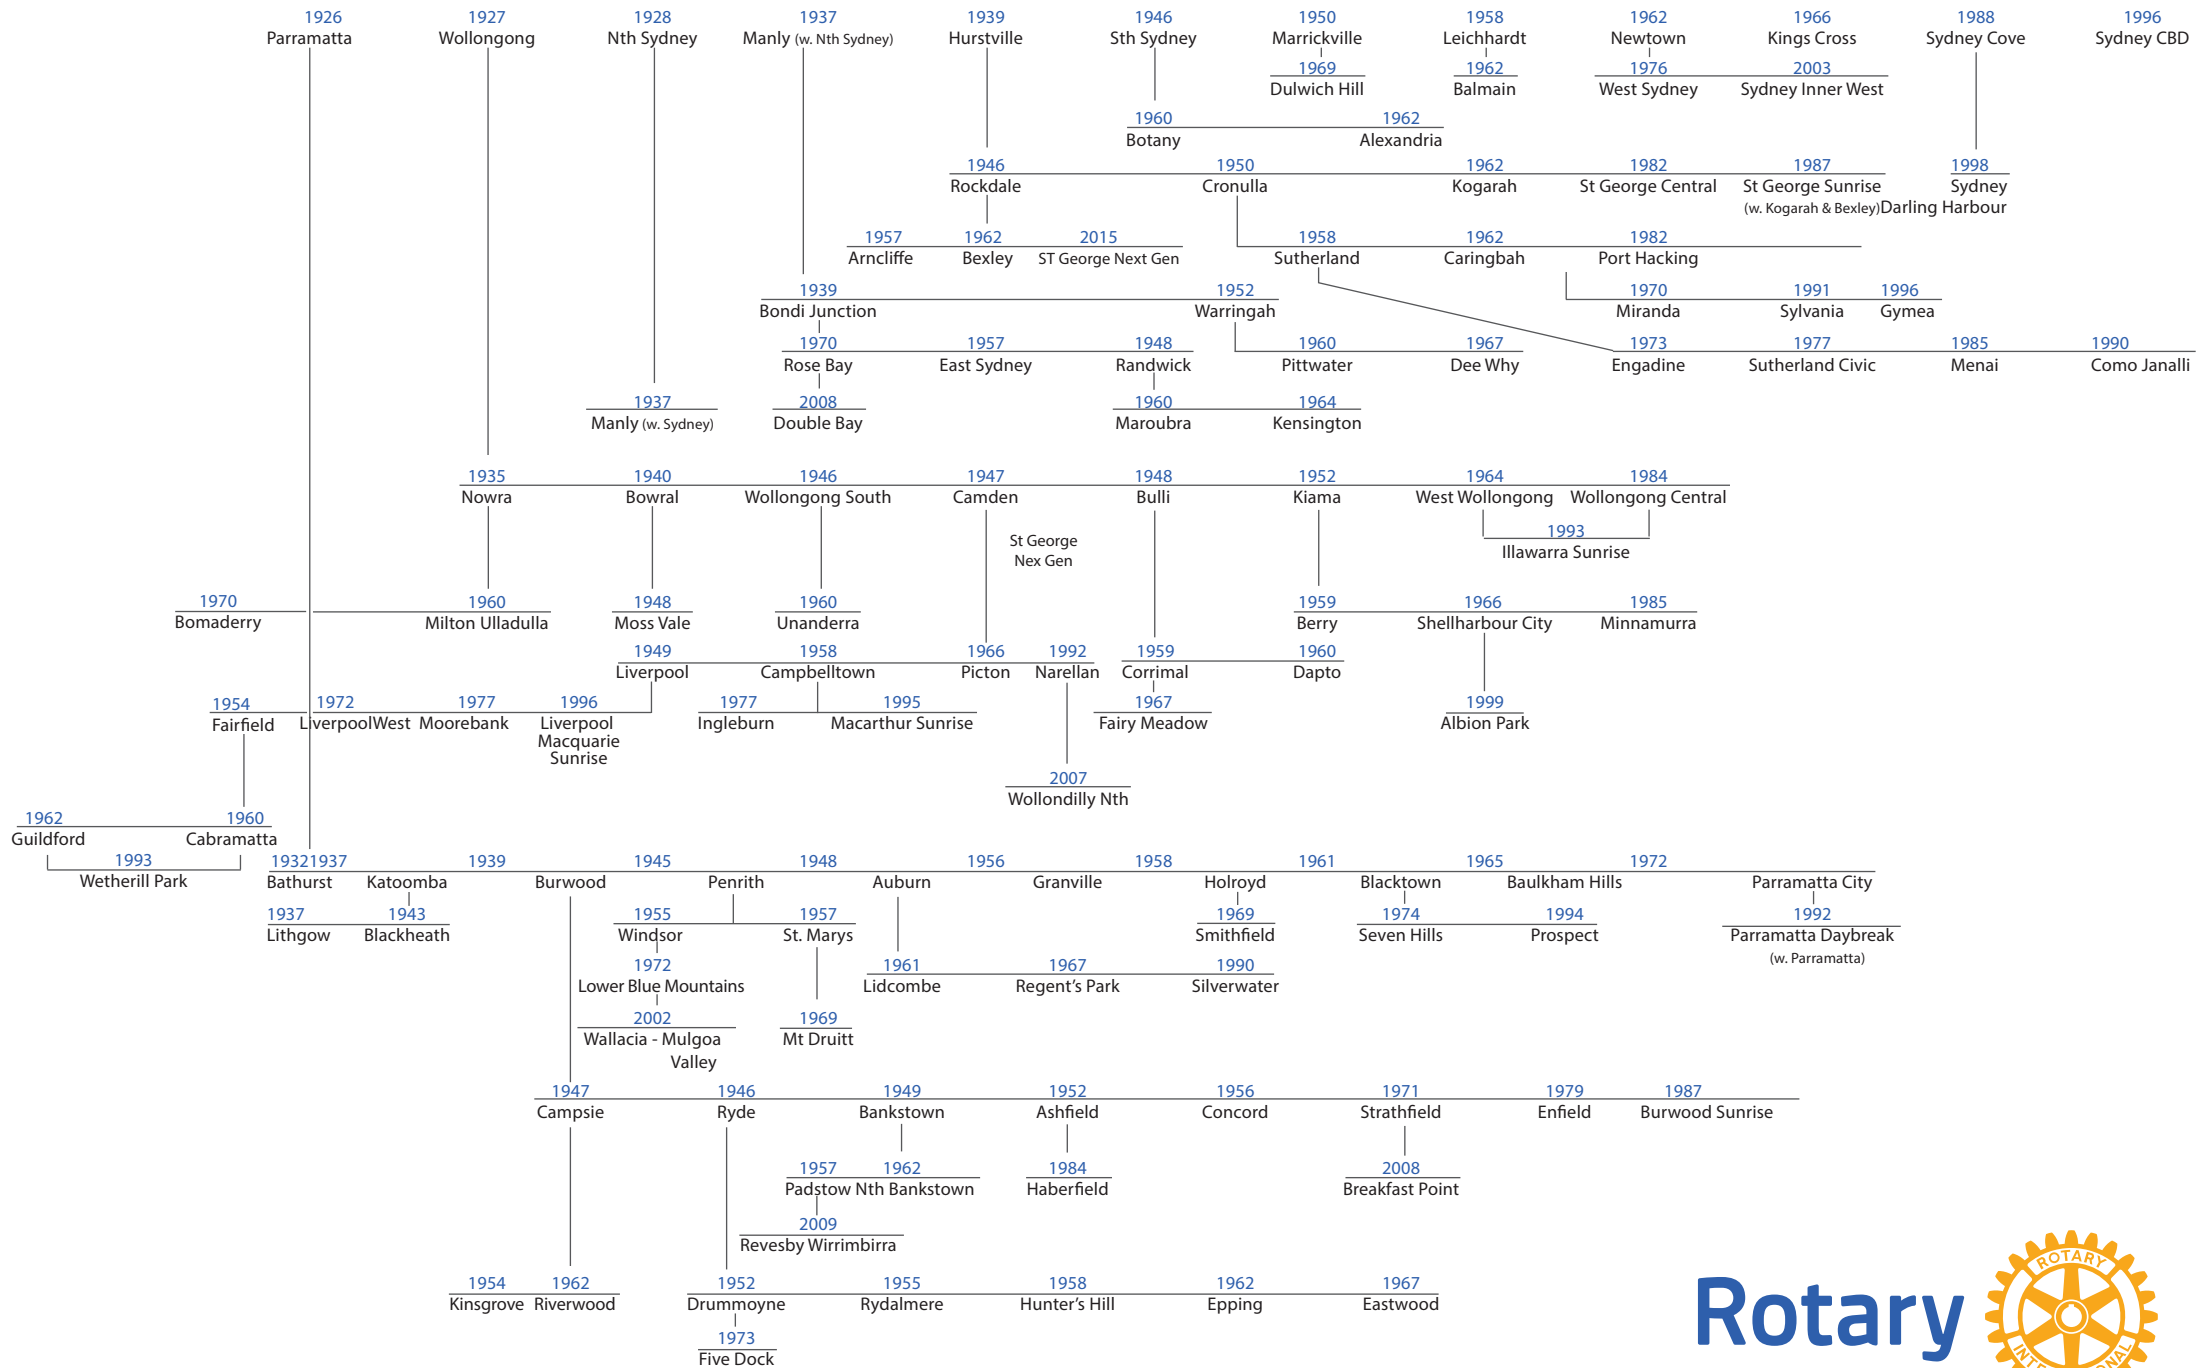 1926 1927 1928 1937 1939 1946 1950 1958 1962 1966 1988 1996
Parramatta Wollongong Nth Sydney Manly (w. Nth Sydney) Hurstville Sth Sydney Marrickville Leichhardt Newtown Kings Cross Sydney Cove Sydney CBD
1969 1962 1976 2003
Dulwich Hill Balmain West Sydney Sydney Inner West
1960 1962
Botany Alexandria
1946 1950 1962 1982 1987 1998
Rockdale Cronulla Kogarah St George Central St George Sunrise Sydney
(w. Kogarah & Bexley) Darling Harbour
1957 1962 2015 1958 1962 1982
Arncliffe Bexley ST George Next Gen Sutherland Caringbah Port Hacking
1939 1952 1970 1991 1996
Bondi Junction Warringah Miranda Sylvania Gymea
1970 1957 1948 1960 1967 1973 1977 1985 1990
Rose Bay East Sydney Randwick Pittwater Dee Why Engadine Sutherland Civic Menai Como Janalli
1937 2008 1960 1964
Manly (w. Sydney) Double Bay Maroubra Kensington
1935 1940 1946 1947 1948 1952 1964 1984
Nowra Bowral Wollongong South Camden Bulli Kiama West Wollongong Wollongong Central
1993
St George
Illawarra Sunrise
Nex Gen
1970 1960 1948 1960 1959 1966 1985
Bomaderry Milton Ulladulla Moss Vale Unanderra Berry Shellharbour City Minnamurra
1949 1958 1966 1992 1959 1960
Liverpool Campbelltown Picton Narellan Corrimal Dapto
1954 1972 1977 1996 1977 1995 1967 1999
Fairfield LiverpoolWest Moorebank Liverpool Ingleburn Macarthur Sunrise Fairy Meadow Albion Park
Macquarie
Sunrise
2007
Wollondilly Nth
1962 1960
Guildford Cabramatta
1993 1932 1937 1939 1945 1948 1956 1958 1961 1965 1972
Wetherill Park Bathurst Katoomba Burwood Penrith Auburn Granville Holroyd Blacktown Baulkham Hills Parramatta City
1937 1943 1955 1957 1969 1974 1994 1992
Lithgow Blackheath Windsor St. Marys Smithfield Seven Hills Prospect Parramatta Daybreak
(w. Parramatta)
1972 1961 1967 1990
Lower Blue Mountains Lidcombe Regent's Park Silverwater
2002 1969
Wallacia - Mulgoa Mt Druitt
Valley
1947 1946 1949 1952 1956 1971 1979 1987
Campsie Ryde Bankstown Ashfield Concord Strathfield Enfield Burwood Sunrise
1957 1962 1984 2008
Padstow Nth Bankstown Haberfield Breakfast Point
2009
Revesby Wirrimbirra
1954 1962 1952 1955 1958 1962 1967
Kinsgrove Riverwood Drummoyne Rydalmere Hunter's Hill Epping Eastwood
1973
Five Dock
Rotary
ROTARY
INTERNATIONAL